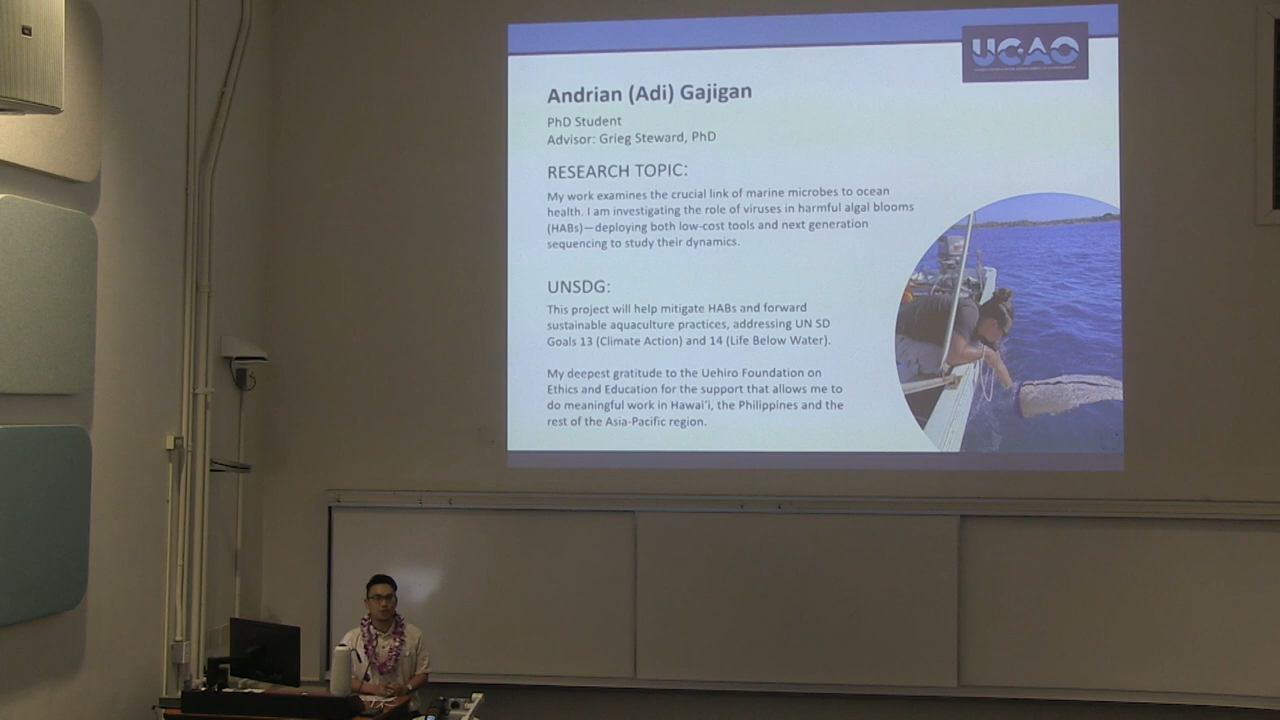 UC·AO
Andrian (Adi) Gajigan
PhD Student
Advisor: Grieg Steward, PhD
RESEARCH TOPIC:
My work examines the crucial link of marine microbes to ocean
health. I am investigating the role of viruses in harmful algal blooms
(HABs)—deploying both low-cost tools and next generation
sequencing to study their dynamics.
UNSDG:
This project will help mitigate HABs and forward
sustainable aquaculture practices, addressing UN SD
Goals 13 (Climate Action) and 14 (Life Below Water).
My deepest gratitude to the Uehiro Foundation on
Ethics and Education for the support that allows me to
do meaningful work in Hawai‘i, the Philippines and the
rest of the Asia-Pacific region.